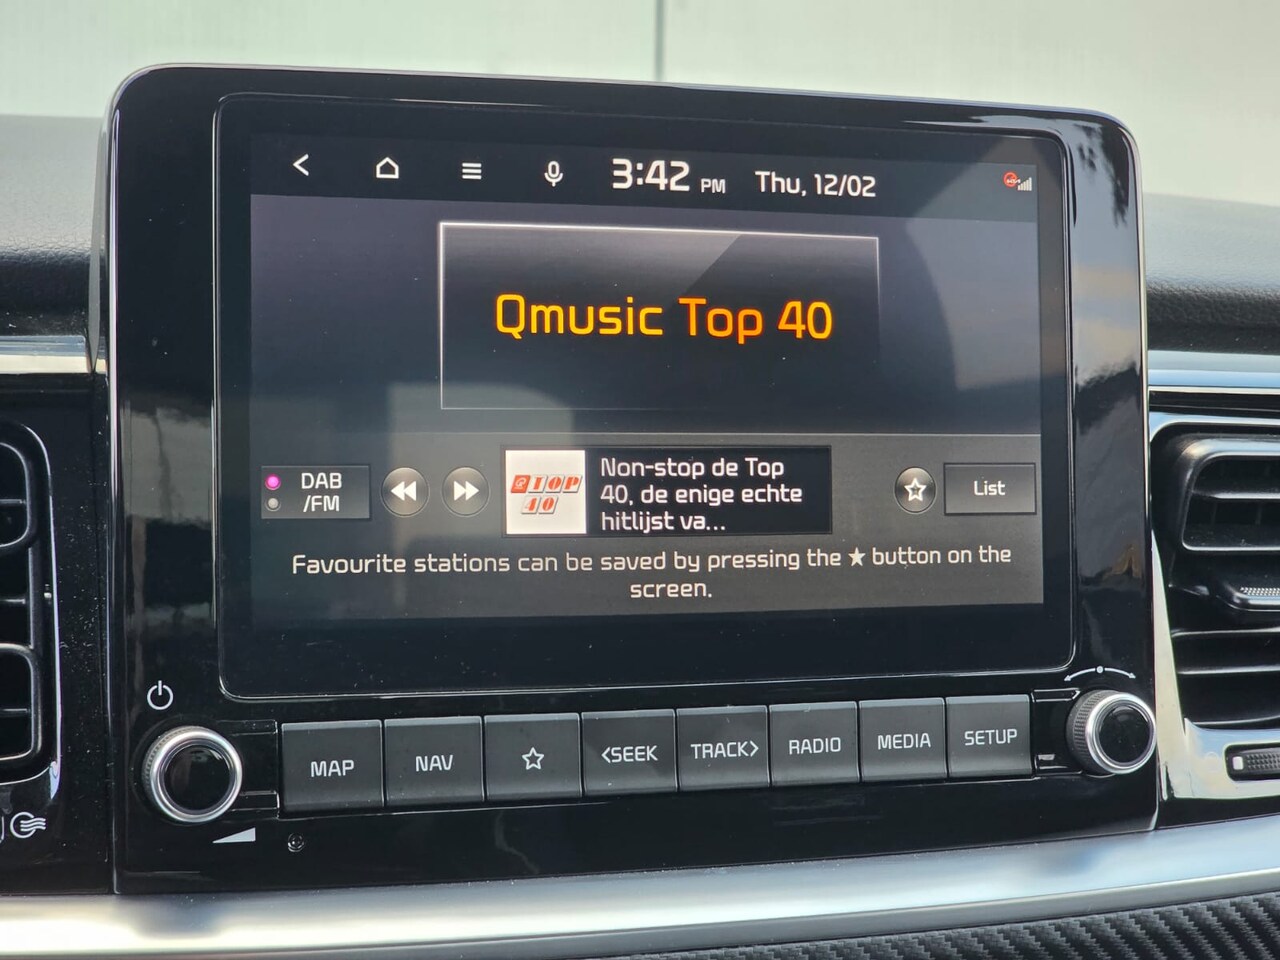 3:42 PM Thu, 12/02
Qmusic Top 40
DAB
/FM
Q TOP
40
Non-stop de Top
40, de enige echte
hitlijst va...
List
Favourite stations can be saved by pressing the ★ button on the
screen.
MAP
NAV
<SEEK
TRACK>
RADIO
MEDIA
SETUP